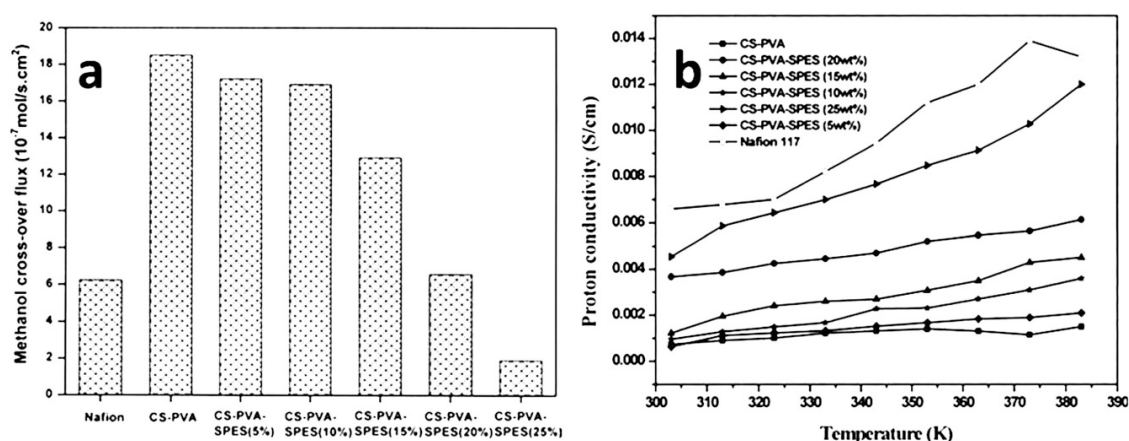 a
Methanol cross-over flux (10⁻⁷mol/s.cm²)
20
18
16
14
12
10
8
6
4
2
0
Nafion
CS-PVA
CS-PVA-
SPES(5%)
CS-PVA-
SPES(10%)
CS-PVA-
SPES(15%)
CS-PVA-
SPES(20%)
CS-PVA-
SPES(25%)
b
Proton conductivity (S/cm)
0.014
0.012
0.010
0.008
0.006
0.004
0.002
0.000
CS-PVA
CS-PVA-SPES (20wt%)
CS-PVA-SPES (15wt%)
CS-PVA-SPES (10wt%)
CS-PVA-SPES (25wt%)
CS-PVA-SPES (5wt%)
Nafion 117
300 310 320 330 340 350 360 370 380 390
Temperature (K)